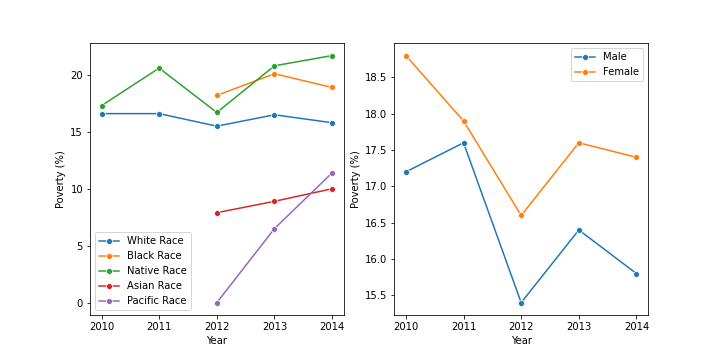 20
15
10
5
0
Poverty (%)
2010 2011 2012 2013 2014
Year
White Race
Black Race
Native Race
Asian Race
Pacific Race
18.5
18.0
17.5
17.0
16.5
16.0
15.5
Poverty (%)
2010 2011 2012 2013 2014
Year
Male
Female